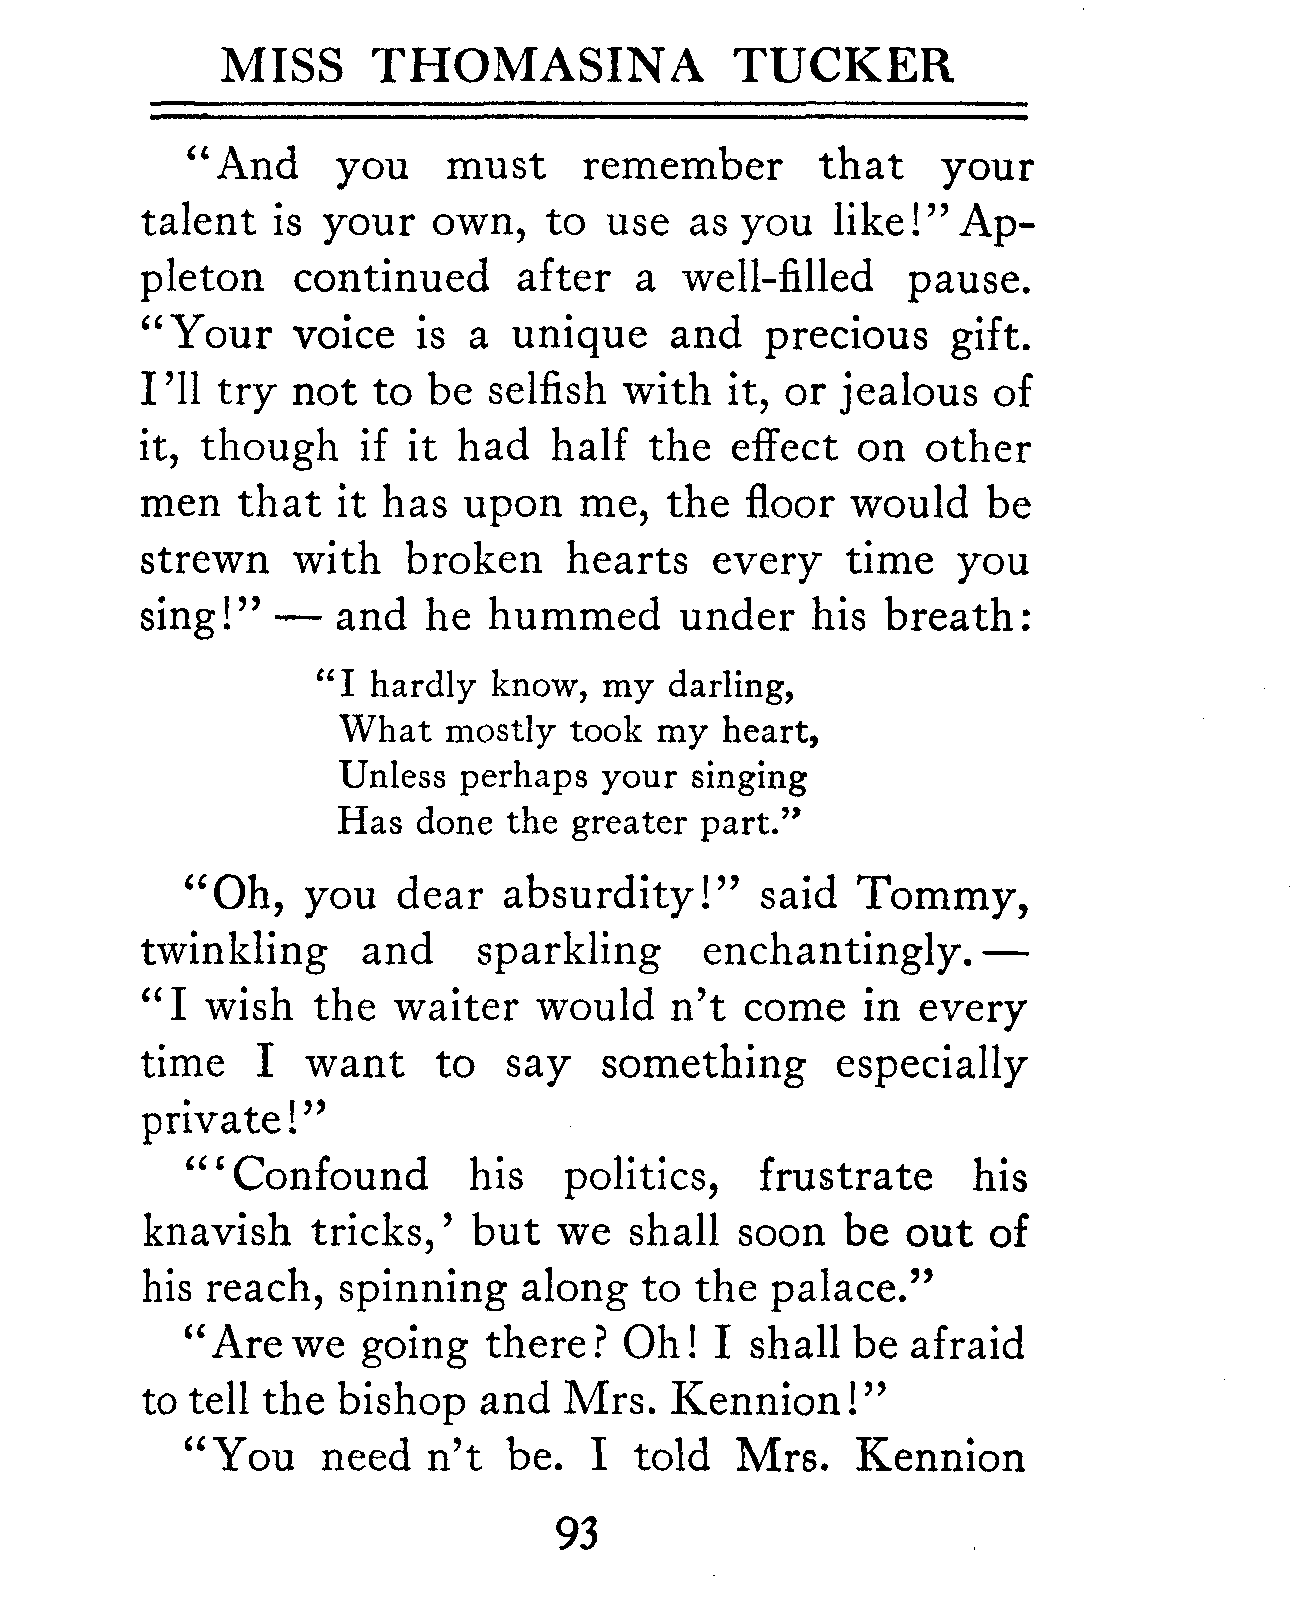 MISS THOMASINA TUCKER
“And you must remember that your
talent is your own, to use as you like!” Ap-
pleton continued after a well-filled pause.
“Your voice is a unique and precious gift.
I ’ll try not to be selfish with it, or jealous of
it, though if it had half the effect on other
men that it has upon me, the floor would be
strewn with broken hearts every time you
sing!” — and he hummed under his breath:
“I hardly know, my darling,
What mostly took my heart,
Unless perhaps your singing
Has done the greater part.”
“Oh, you dear absurdity!” said Tommy,
twinkling and sparkling enchantingly. —
“I wish the waiter would n’t come in every
time I want to say something especially
private!”
“‘Confound his politics, frustrate his
knavish tricks,’ but we shall soon be out of
his reach, spinning along to the palace.”
“Are we going there? Oh! I shall be afraid
to tell the bishop and Mrs. Kennion!”
“You need n’t be. I told Mrs. Kennion
93